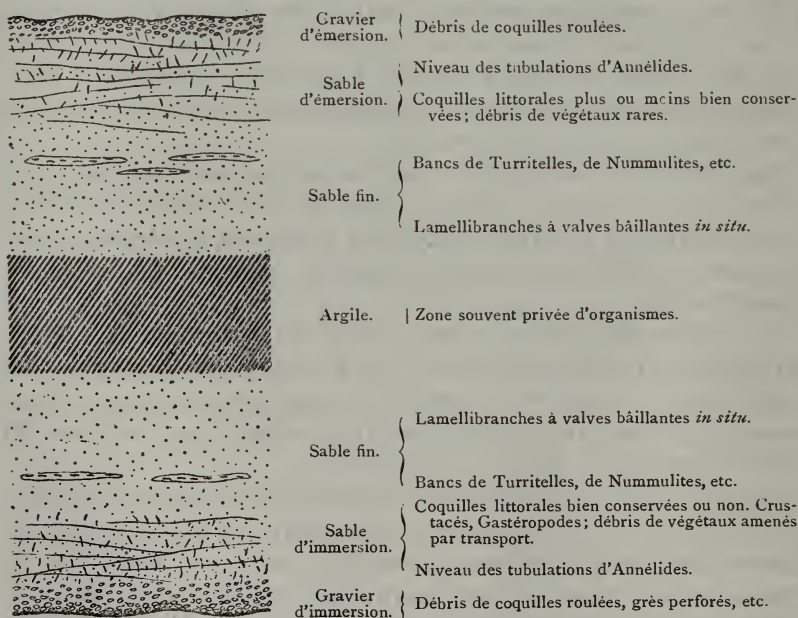 Gravier
d'émersion.
Débris de coquilles roulées.
Sable
d'émersion.
Niveau des tubulations d'Annélides.
Coquilles littorales plus ou moins bien conser-
vées; débris de végétaux rares.
Sable fin.
Bancs de Turritelles, de Nummulites, etc.
Lamellibranches à valves bâillantes in situ.
Argile.
Zone souvent privée d'organismes.
Sable fin.
Lamellibranches à valves bâillantes in situ.
Bancs de Turritelles, de Nummulites, etc.
Sable
d'immersion.
Coquilles littorales bien conservées ou non. Crus-
tacés, Gastéropodes; débris de végétaux amenés
par transport.
Niveau des tubulations d'Annélides.
Gravier
d'immersion.
Débris de coquilles roulées, grès perforés, etc.